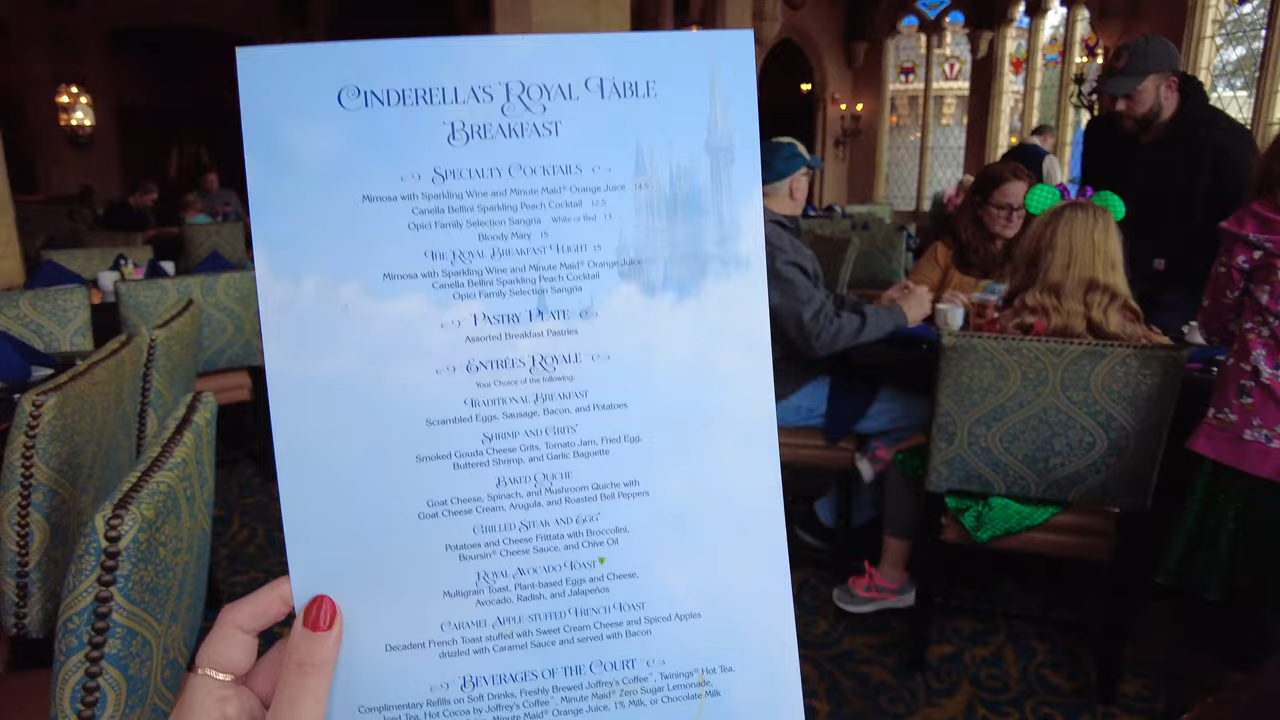 CINDERELLA'S ROYAL TABLE
BREAKFAST
SPECIALTY COCKTAILS
Mimosa with Sparkling Wine and Minute Maid® Orange Juice 14.5
Canella Bellini Sparkling Peach Cocktail 12.5
Opici Family Selection Sangria White or Red 13
Bloody Mary 15
THE ROYAL BREAKFAST FLIGHT 15
Mimosa with Sparkling Wine and Minute Maid® Orange Juice
Canella Bellini Sparkling Peach Cocktail
Opici Family Selection Sangria
PASTRY PLATE
Assorted Breakfast Pastries
ENTRÉES ROYALE
Your Choice of the following:
TRADITIONAL BREAKFAST
Scrambled Eggs, Sausage, Bacon, and Potatoes
SHRIMP AND GRITS*
Smoked Gouda Cheese Grits, Tomato Jam, Fried Egg,
Buttered Shrimp, and Garlic Baguette
BAKED QUICHE
Goat Cheese, Spinach, and Mushroom Quiche with
Goat Cheese Cream, Arugula, and Roasted Bell Peppers
GRILLED STEAK AND EGG*
Potatoes and Cheese Frittata with Broccolini,
Boursin® Cheese Sauce, and Chive Oil
ROYAL AVOCADO TOAST
Multigrain Toast, Plant-based Eggs and Cheese,
Avocado, Radish, and Jalapeños
CARAMEL APPLE STUFFED FRENCH TOAST
Decadent French Toast stuffed with Sweet Cream Cheese and Spiced Apples
drizzled with Caramel Sauce and served with Bacon
BEVERAGES OF THE COURT
Complimentary Refills on Soft Drinks, Freshly Brewed Joffrey's Coffee™, Twinings® Hot Tea,
Iced Tea, Hot Cocoa by Joffrey's Coffee™, Minute Maid® Zero Sugar Lemonade,
Minute Maid® Orange Juice, 1% Milk, or Chocolate Milk